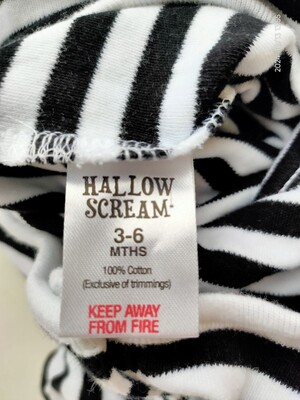 HALLOW
SCREAM
3-6
MTHS
100% Cotton
(Exclusive of trimmings)
KEEP AWAY
FROM FIRE